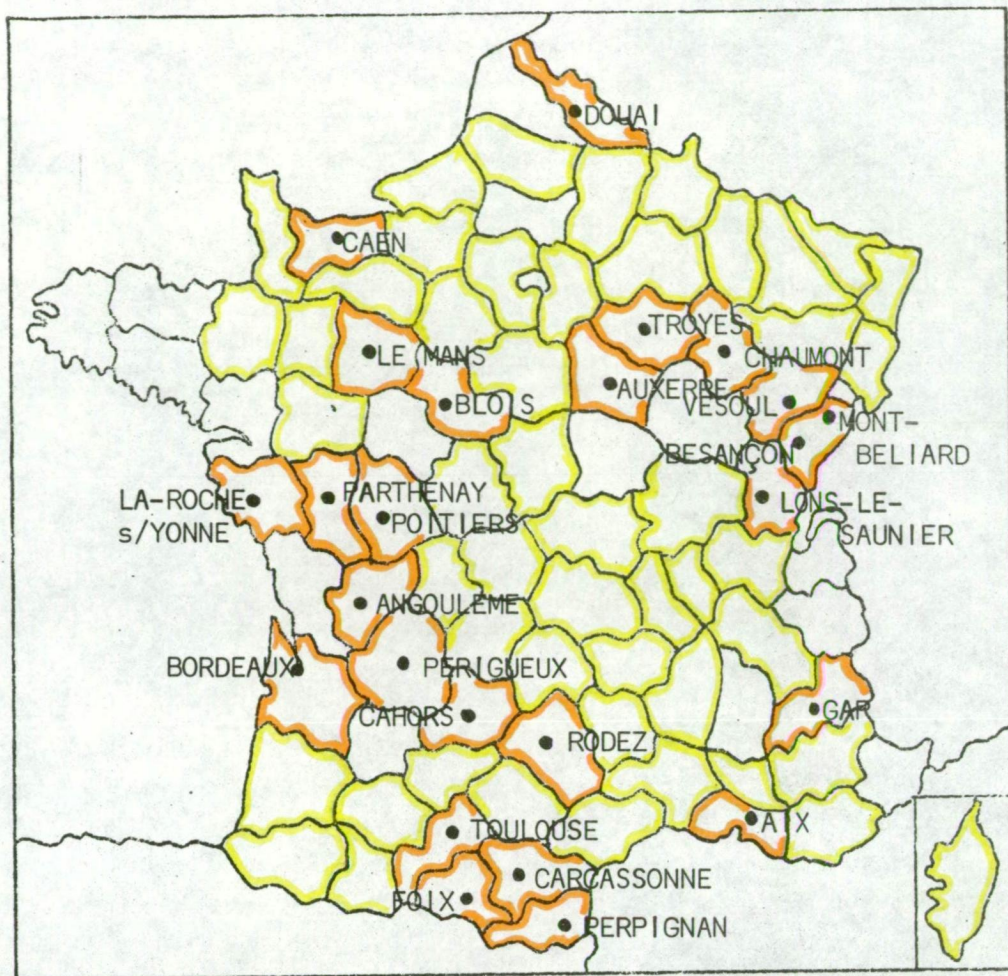 DOUAI
CAEN
TROYES
LE MANS
CHAUMONT
AUXERRE
BLOIS
VESOUL
MONT-
BELIARD
BESANÇON
LA-ROCHE
s/YONNE
PARTHENAY
POITIERS
LONS-LE-
SAUNIER
ANGOULEME
BORDEAUX
PERIGUEUX
CAHORS
GAP
RODEZ
AIX
TOULOUSE
CARCASSONNE
FOIX
PERPIGNAN